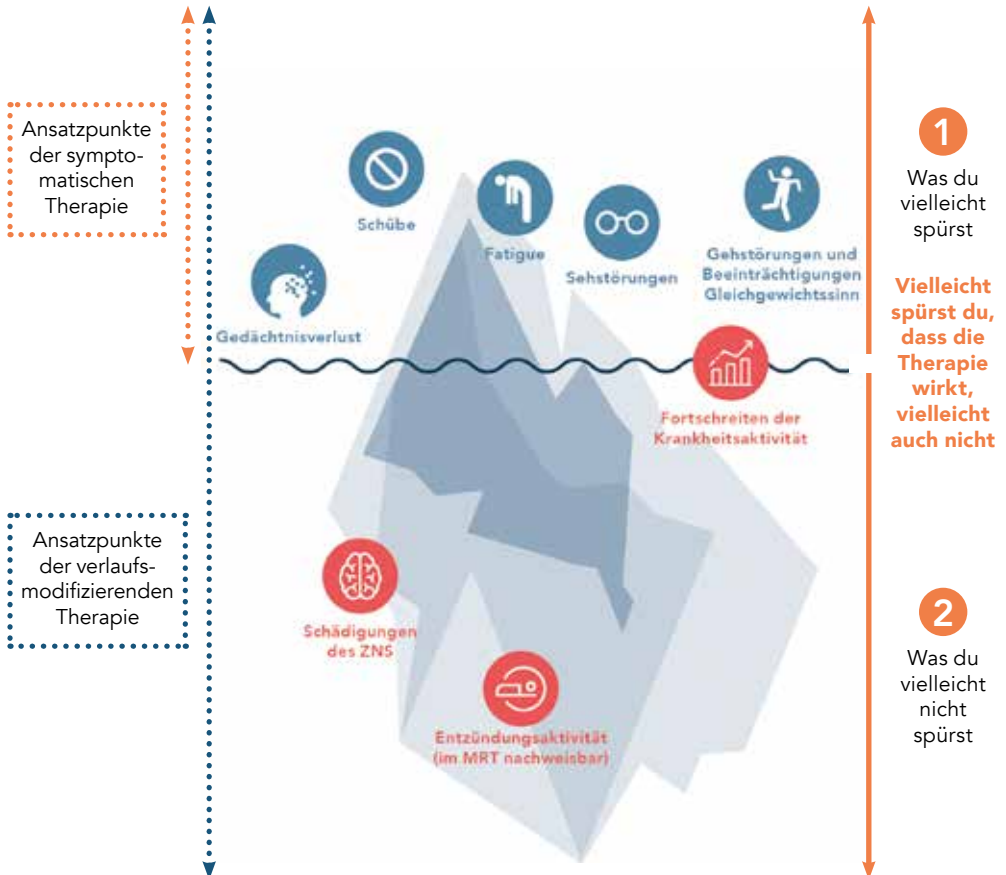 Ansatzpunkte
der sympto-
matischen
Therapie
Ansatzpunkte
der verlaufs-
modifizierenden
Therapie
Schübe
Fatigue
Sehstörungen
Gehstörungen und
Beeinträchtigungen
Gleichgewichtssinn
Gedächtnisverlust
Fortschreiten der
Krankheitsaktivität
Schädigungen
des ZNS
Entzündungsaktivität
(im MRT nachweisbar)
1
Was du
vielleicht
spürst
Vielleicht
spürst du,
dass die
Therapie
wirkt,
vielleicht
auch nicht
2
Was du
vielleicht
nicht
spürst